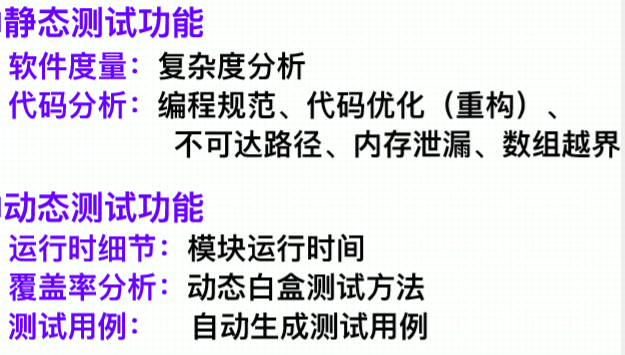 静态测试功能
软件度量：复杂度分析
代码分析：编程规范、代码优化（重构）、
不可达路径、内存泄漏、数组越界
动态测试功能
运行时细节：模块运行时间
覆盖率分析：动态白盒测试方法
测试用例： 自动生成测试用例